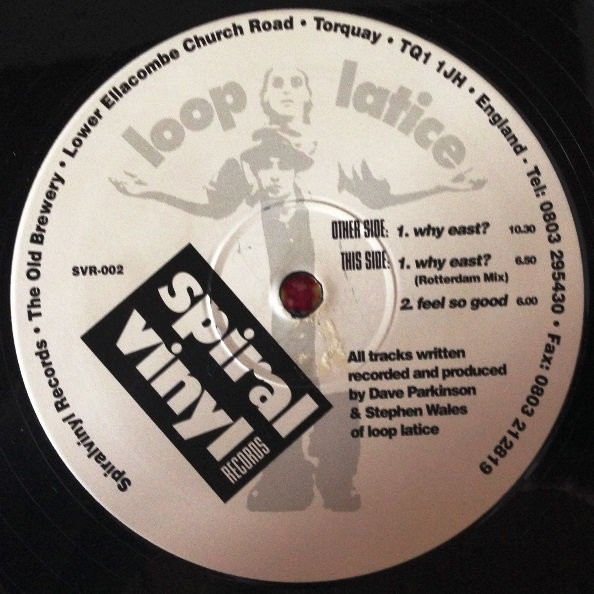 Spiralvinyl Records • The Old Brewery • Lower Ellacombe Church Road • Torquay • TQ1 1JH • England • Tel: 0803 295430 • Fax: 0803 212819
loop latice
OTHER SIDE: 1. why east? 10.30
THIS SIDE: 1. why east? 6.50
(Rotterdam Mix)
2. feel so good 6.00
SVR-002
spiral
vinyl
RECORDS
All tracks written
recorded and produced
by Dave Parkinson
& Stephen Wales
of loop latice